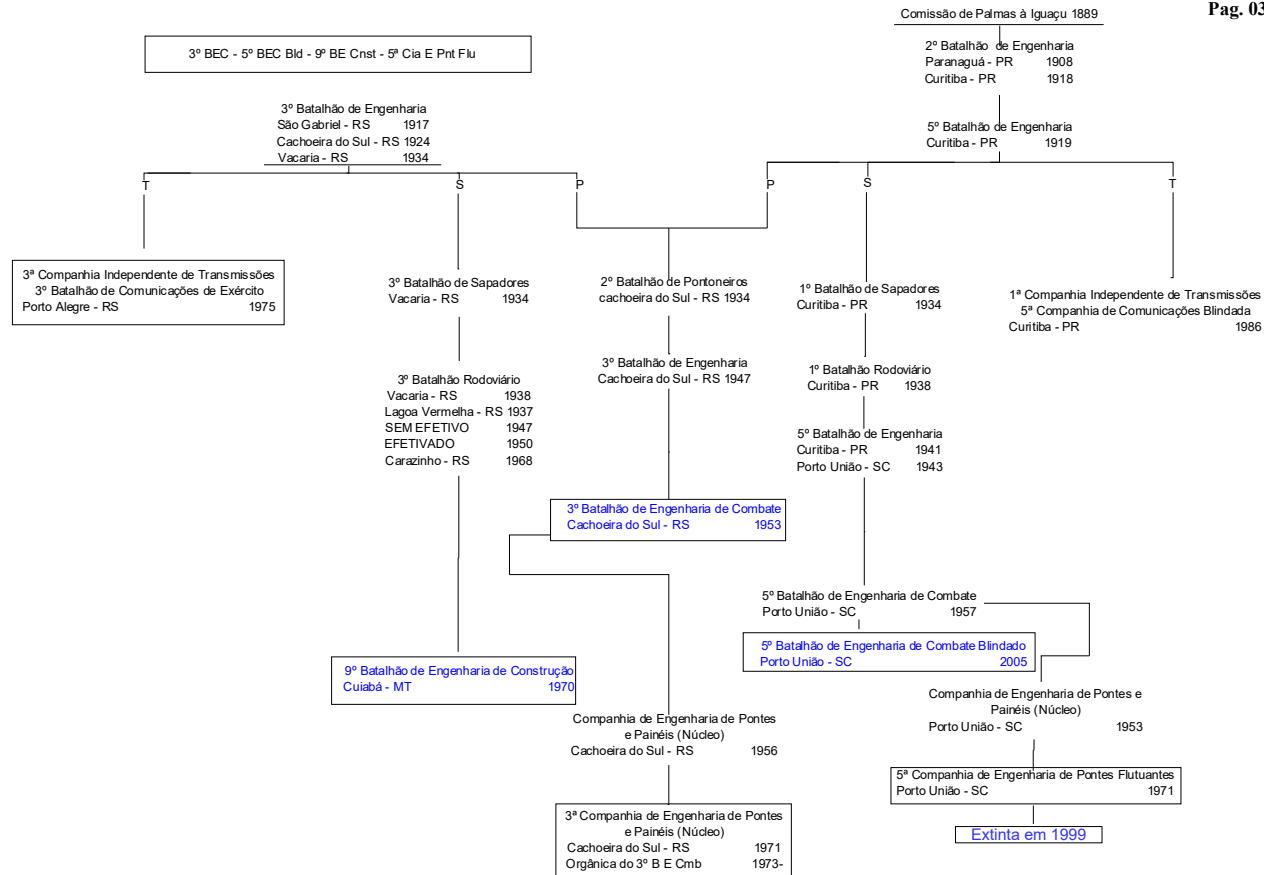 Pag. 03
Comissão de Palmas à Iguaçu 1889
3º BEC - 5º BEC Bld - 9º BE Cnst - 5ª Cia E Pnt Flu
2º Batalhão de Engenharia
Paranaguá - PR 1908
Curitiba - PR 1918
3º Batalhão de Engenharia
São Gabriel - RS 1917
Cachoeira do Sul - RS 1924
Vacaria - RS 1934
5º Batalhão de Engenharia
Curitiba - PR 1919
T S P P S T
3ª Companhia Independente de Transmissões
3º Batalhão de Comunicações de Exército
Porto Alegre - RS 1975
3º Batalhão de Sapadores
Vacaria - RS 1934
2º Batalhão de Pontoneiros
cachoeira do Sul - RS 1934
1º Batalhão de Sapadores
Curitiba - PR 1934
1ª Companhia Independente de Transmissões
5ª Companhia de Comunicações Blindada
Curitiba - PR 1986
3º Batalhão Rodoviário
Vacaria - RS 1938
Lagoa Vermelha - RS 1937
SEM EFETIVO 1947
EFETIVADO 1950
Carazinho - RS 1968
3º Batalhão de Engenharia
Cachoeira do Sul - RS 1947
1º Batalhão Rodoviário
Curitiba - PR 1938
5º Batalhão de Engenharia
Curitiba - PR 1941
Porto União - SC 1943
3º Batalhão de Engenharia de Combate
Cachoeira do Sul - RS 1953
5º Batalhão de Engenharia de Combate
Porto União - SC 1957
5º Batalhão de Engenharia de Combate Blindado
Porto União - SC 2005
9º Batalhão de Engenharia de Construção
Cuiabá - MT 1970
Companhia de Engenharia de Pontes e
Painéis (Núcleo)
Porto União - SC 1953
Companhia de Engenharia de Pontes
e Painéis (Núcleo)
Cachoeira do Sul - RS 1956
5ª Companhia de Engenharia de Pontes Flutuantes
Porto União - SC 1971
3ª Companhia de Engenharia de Pontes
e Painéis (Núcleo)
Cachoeira do Sul - RS 1971
Orgânica do 3º B E Cmb 1973-
Extinta em 1999